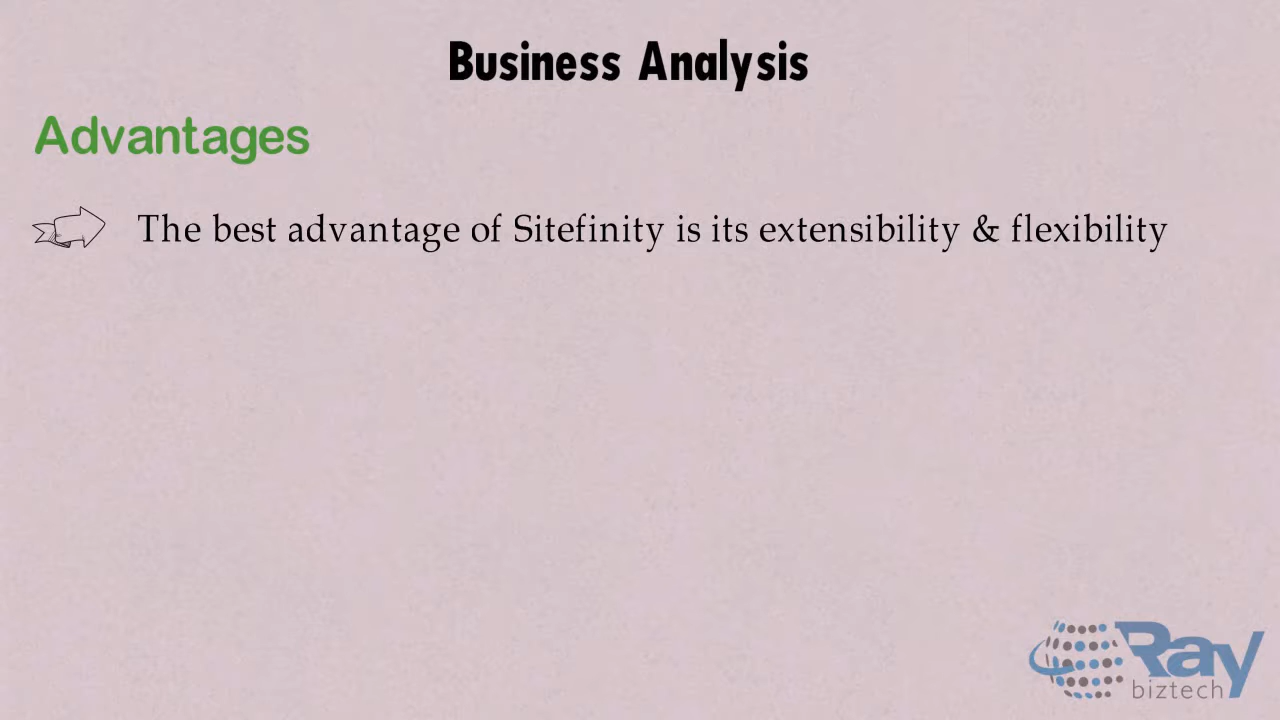 Business Analysis
Advantages
The best advantage of Sitefinity is its extensibility & flexibility
Ray
biztech